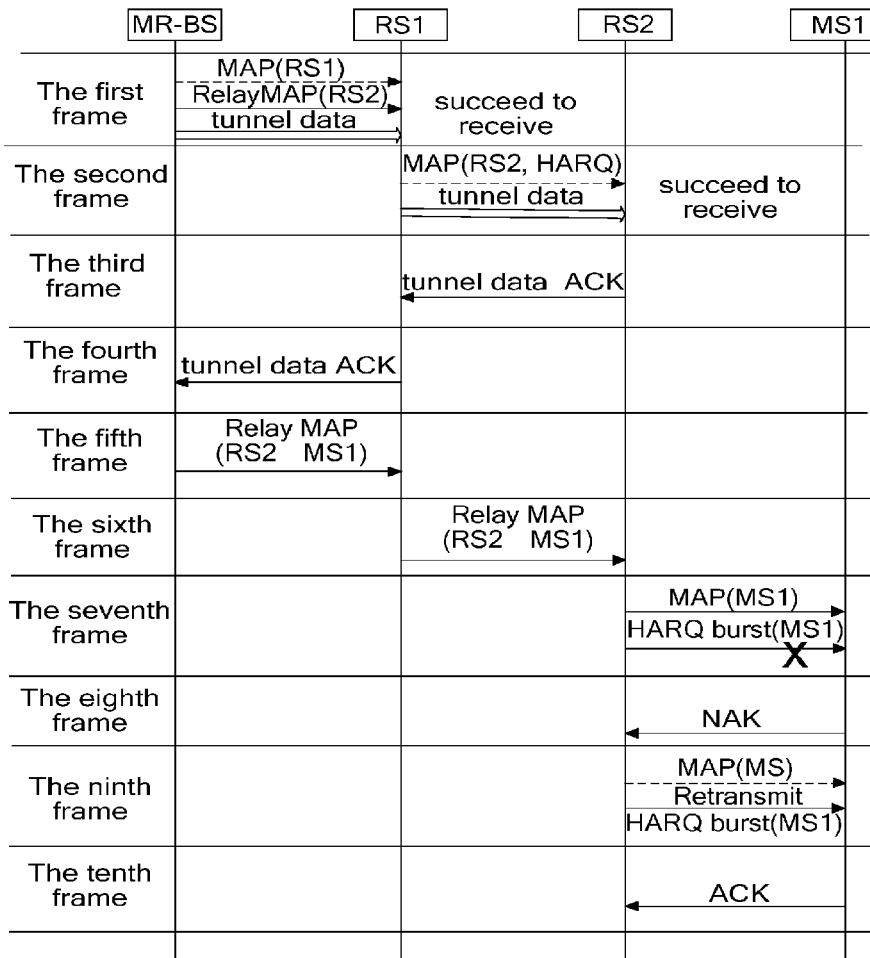 MR-BS RS1 RS2 MS1
The first
frame
MAP(RS1)
RelayMAP(RS2)
tunnel data
succeed to
receive
The second
frame
MAP(RS2, HARQ)
tunnel data
succeed to
receive
The third
frame
tunnel data ACK
The fourth
frame
tunnel data ACK
The fifth
frame
Relay MAP
(RS2 MS1)
The sixth
frame
Relay MAP
(RS2 MS1)
The seventh
frame
MAP(MS1)
HARQ burst(MS1)
X
The eighth
frame
NAK
The ninth
frame
MAP(MS)
Retransmit
HARQ burst(MS1)
The tenth
frame
ACK